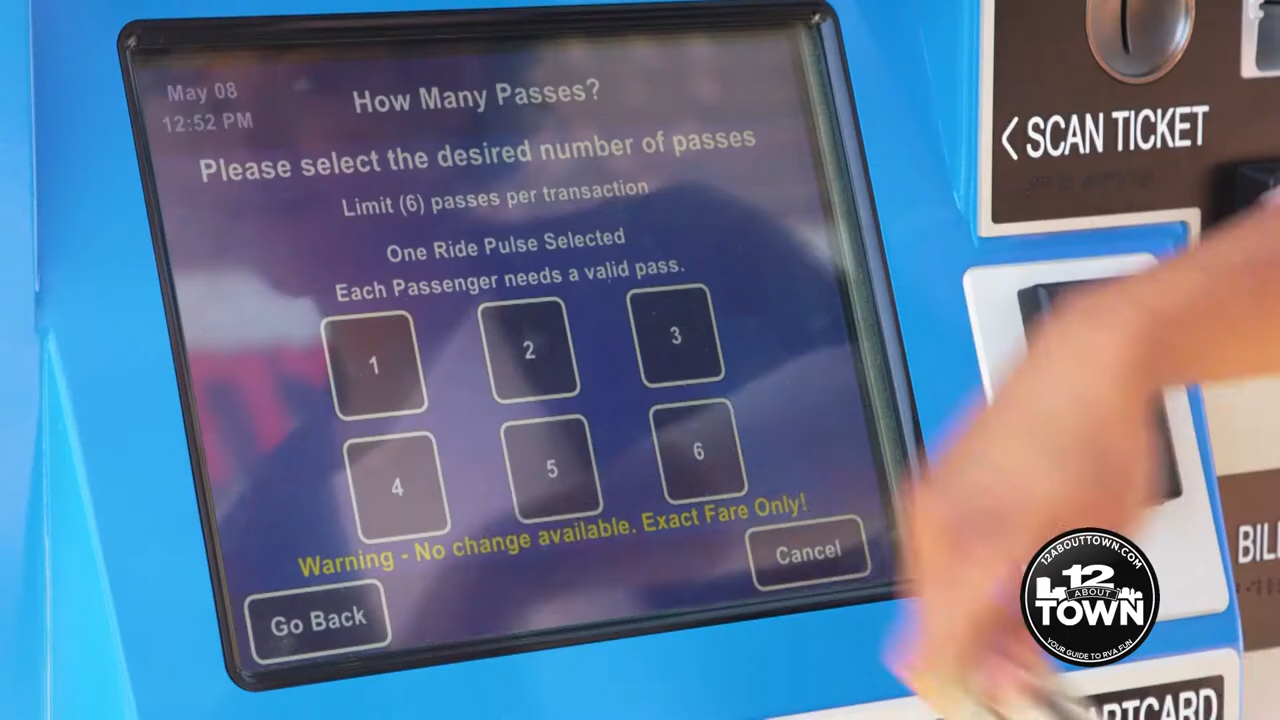 May 08
12:52 PM
How Many Passes?
Please select the desired number of passes
Limit (6) passes per transaction
One Ride Pulse Selected
Each Passenger needs a valid pass.
1
2
3
4
5
6
Warning - No change available. Exact Fare Only!
Go Back
Cancel
< SCAN TICKET
BIL
ARTCARD
12ABOUTTOWN.COM
12
ABOUT
TOWN
YOUR GUIDE TO RVA FUN